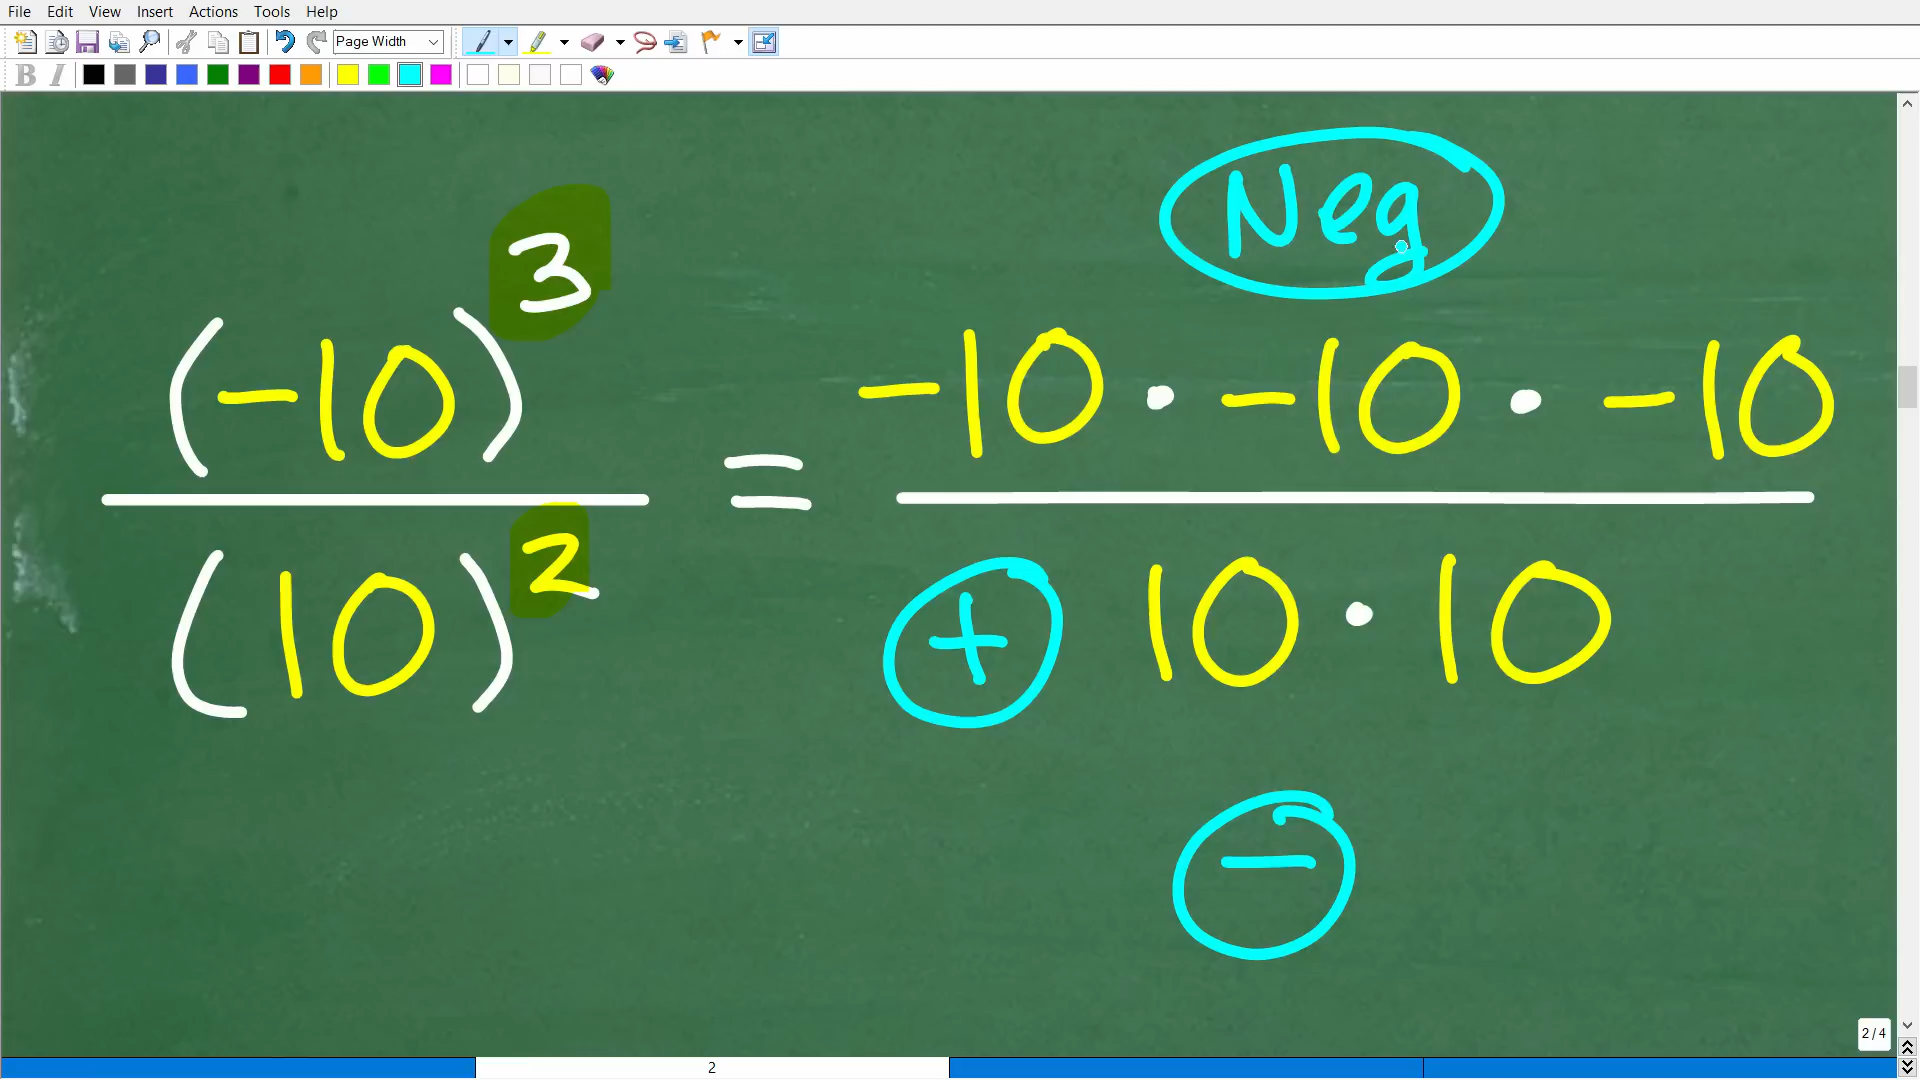 File Edit View Insert Actions Tools Help
Page Width
B I
Neg
(-10)³ = -10 · -10 · -10
(10)² + 10 · 10
−
2 / 4
2